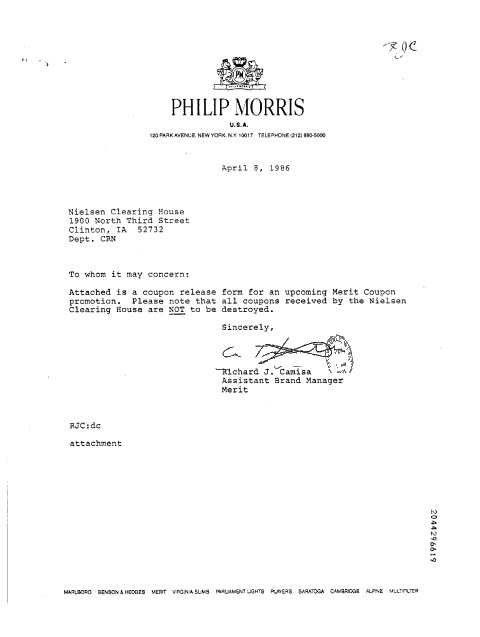 RJC
PM
PHILIP MORRIS
U.S.A.
120 PARK AVENUE, NEW YORK, N.Y. 10017 TELEPHONE (212) 880-5000
April 8, 1986
Nielsen Clearing House
1900 North Third Street
Clinton, IA 52732
Dept. CRN
To whom it may concern:
Attached is a coupon release form for an upcoming Merit Coupon
promotion. Please note that all coupons received by the Nielsen
Clearing House are NOT to be destroyed.
Sincerely,
Richard J. Camisa
Assistant Brand Manager
Merit
RJC:dc
attachment
2044296619
MARLBORO BENSON & HEDGES MERIT VIRGINIA SLIMS PARLIAMENT LIGHTS PLAYERS SARATOGA CAMBRIDGE ALPINE MULTIFILTER